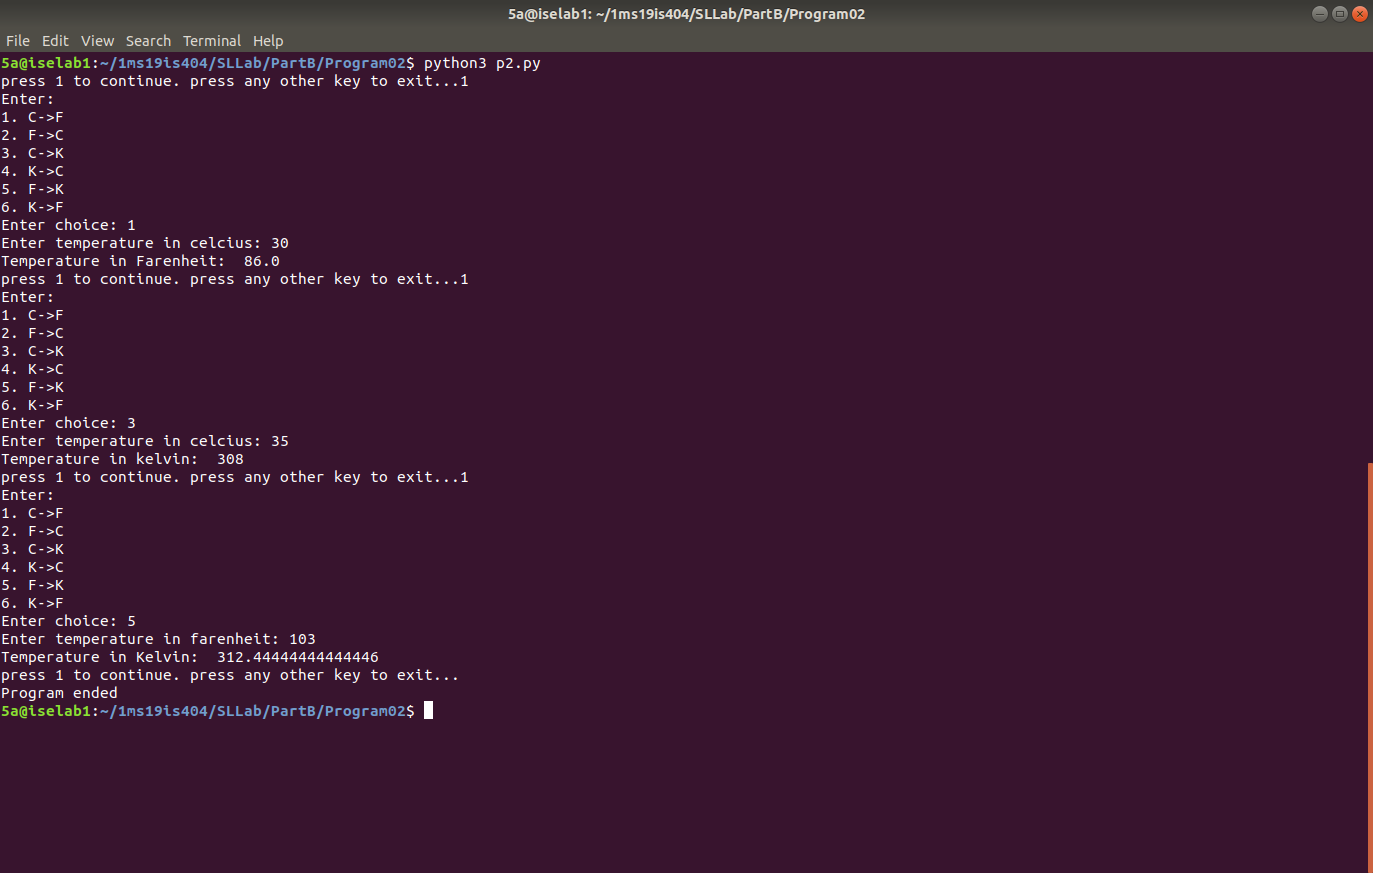 5a@iselab1: ~/1ms19is404/SLLab/PartB/Program02
File Edit View Search Terminal Help
5a@iselab1:~/1ms19is404/SLLab/PartB/Program02$ python3 p2.py
press 1 to continue. press any other key to exit...1
Enter:
1. C->F
2. F->C
3. C->K
4. K->C
5. F->K
6. K->F
Enter choice: 1
Enter temperature in celcius: 30
Temperature in Farenheit:  86.0
press 1 to continue. press any other key to exit...1
Enter:
1. C->F
2. F->C
3. C->K
4. K->C
5. F->K
6. K->F
Enter choice: 3
Enter temperature in celcius: 35
Temperature in kelvin:  308
press 1 to continue. press any other key to exit...1
Enter:
1. C->F
2. F->C
3. C->K
4. K->C
5. F->K
6. K->F
Enter choice: 5
Enter temperature in farenheit: 103
Temperature in Kelvin:  312.44444444444446
press 1 to continue. press any other key to exit...
Program ended
5a@iselab1:~/1ms19is404/SLLab/PartB/Program02$